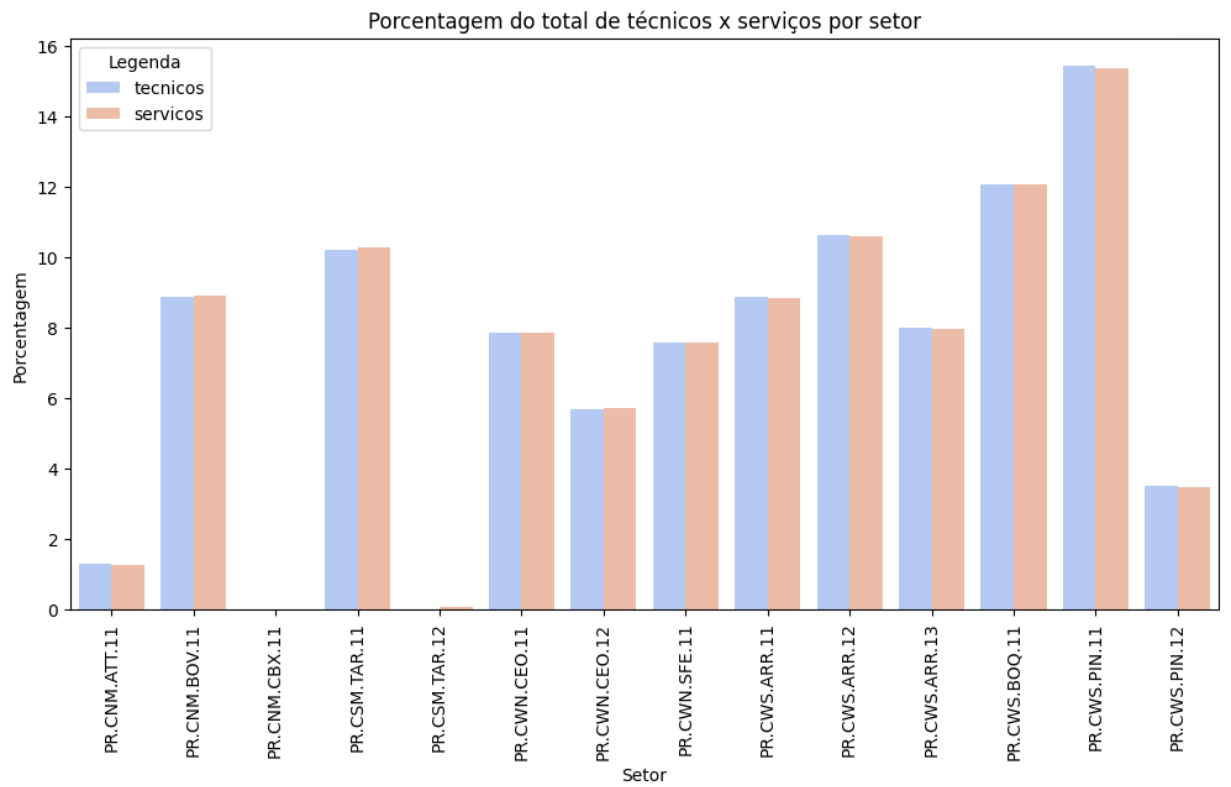 Porcentagem do total de técnicos x serviços por setor
Legenda
tecnicos
servicos
Porcentagem
16
14
12
10
8
6
4
2
0
PR.CNM.ATT.11
PR.CNM.BOV.11
PR.CNM.CBX.11
PR.CSM.TAR.11
PR.CSM.TAR.12
PR.CWN.CEO.11
PR.CWN.CEO.12
PR.CWN.SFE.11
PR.CWS.ARR.11
PR.CWS.ARR.12
PR.CWS.ARR.13
PR.CWS.BOQ.11
PR.CWS.PIN.11
PR.CWS.PIN.12
Setor